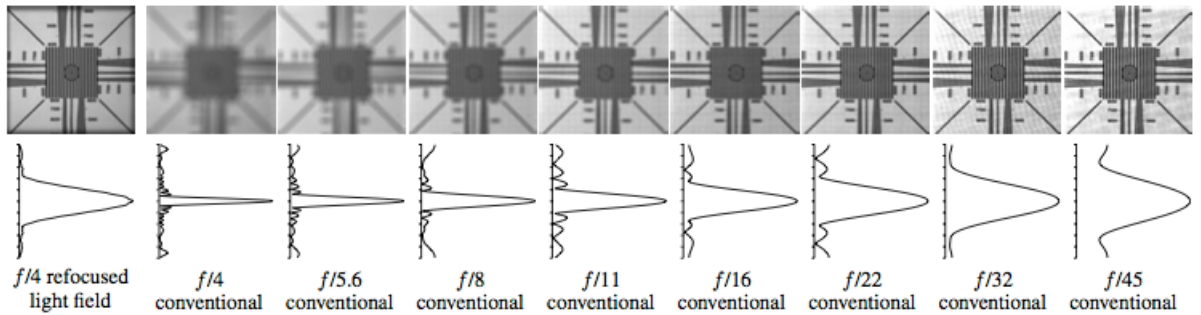 f/4 refocused
light field
f/4
conventional
f/5.6
conventional
f/8
conventional
f/11
conventional
f/16
conventional
f/22
conventional
f/32
conventional
f/45
conventional